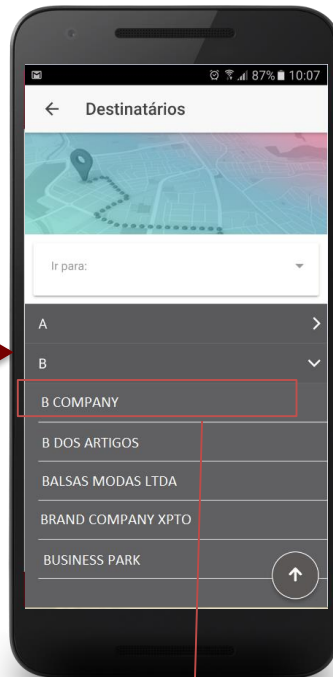 87% 10:07
Destinatários
Ir para:
A
B
B COMPANY
B DOS ARTIGOS
BALSAS MODAS LTDA
BRAND COMPANY XPTO
BUSINESS PARK